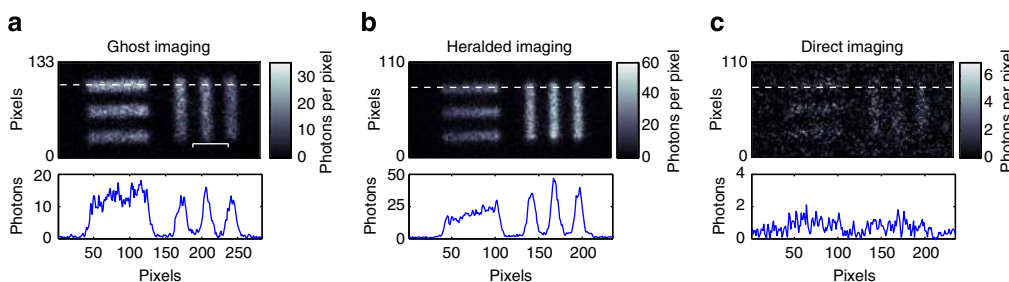 a
Ghost imaging
133
Pixels
0
30
20
10
0
Photons per pixel
20
10
0
Photons
50 100 150 200 250
Pixels
b
Heralded imaging
110
Pixels
0
60
40
20
0
Photons per pixel
50
25
0
Photons
50 100 150 200
Pixels
c
Direct imaging
110
Pixels
0
6
4
2
0
Photons per pixel
4
2
0
Photons
50 100 150 200
Pixels